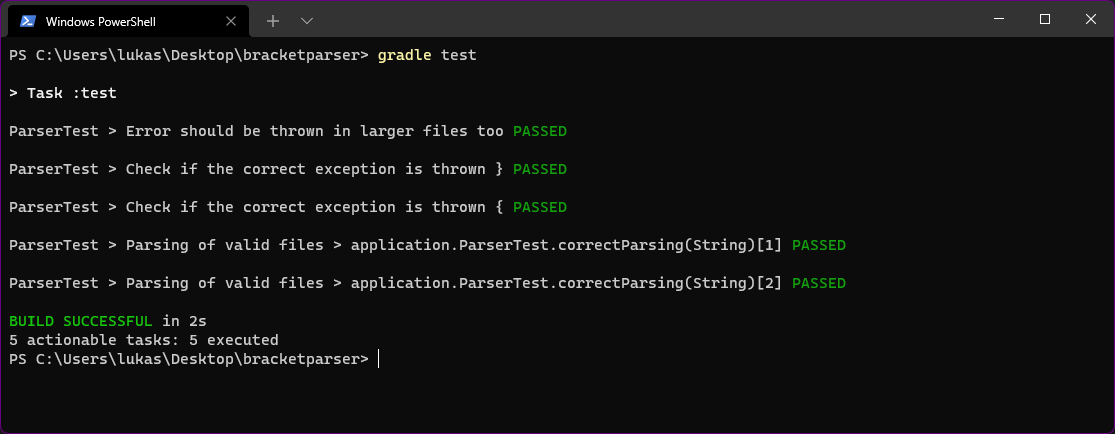 Windows PowerShell
PS C:\Users\lukas\Desktop\bracketparser> gradle test
> Task :test
ParserTest > Error should be thrown in larger files too PASSED
ParserTest > Check if the correct exception is thrown } PASSED
ParserTest > Check if the correct exception is thrown { PASSED
ParserTest > Parsing of valid files > application.ParserTest.correctParsing(String)[1] PASSED
ParserTest > Parsing of valid files > application.ParserTest.correctParsing(String)[2] PASSED
BUILD SUCCESSFUL in 2s
5 actionable tasks: 5 executed
PS C:\Users\lukas\Desktop\bracketparser>